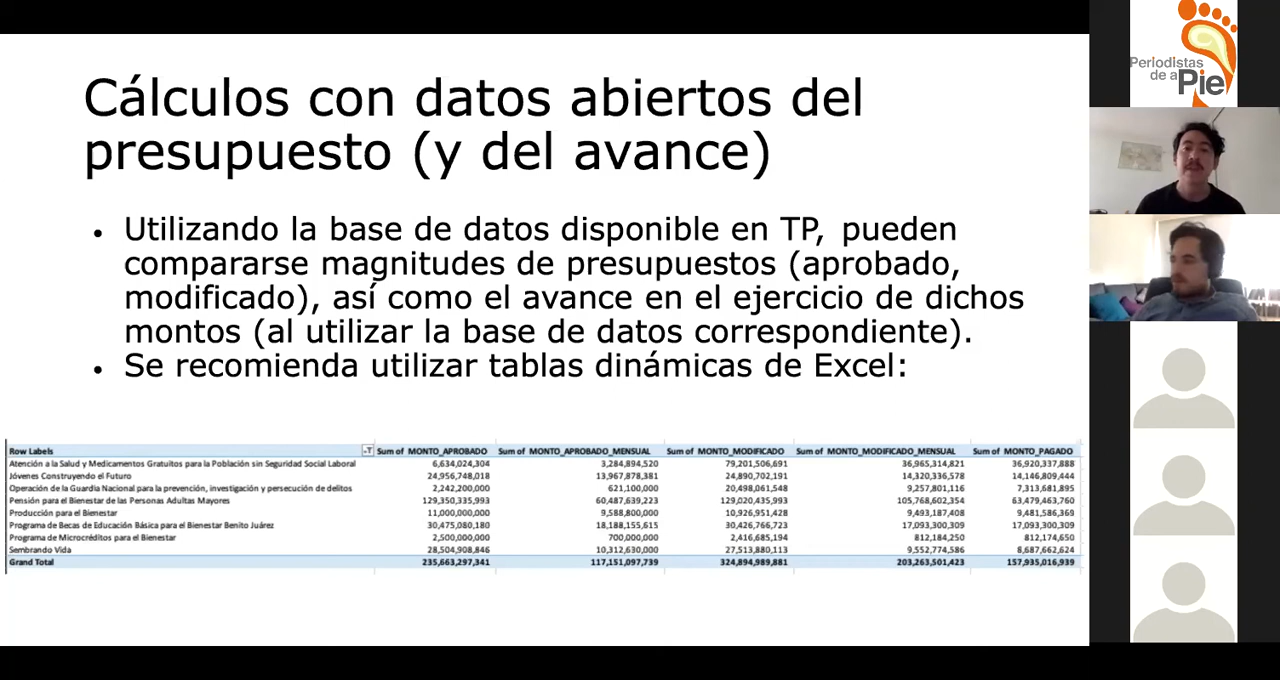 Cálculos con datos abiertos del
presupuesto (y del avance)
• Utilizando la base de datos disponible en TP, pueden
compararse magnitudes de presupuestos (aprobado,
modificado), así como el avance en el ejercicio de dichos
montos (al utilizar la base de datos correspondiente).
• Se recomienda utilizar tablas dinámicas de Excel:
Row Labels Sum of MONTO_APROBADO Sum of MONTO_APROBADO_MENSUAL Sum of MONTO_MODIFICADO Sum of MONTO_MODIFICADO_MENSUAL Sum of MONTO_PAGADO
Atención a la Salud y Medicamentos Gratuitos para la Población sin Seguridad Social Laboral 6,634,024,304 3,284,894,520 79,201,506,691 36,965,314,821 36,920,337,888
Jóvenes Construyendo el Futuro 24,956,748,018 13,967,878,381 24,890,702,191 14,320,336,578 14,146,809,444
Operación de la Guardia Nacional para la prevención, investigación y persecución de delitos 2,242,200,000 621,100,000 20,498,061,548 9,257,801,116 7,313,681,895
Pensión para el Bienestar de las Personas Adultas Mayores 129,350,335,993 60,487,639,223 129,020,435,993 105,768,602,354 63,479,463,760
Producción para el Bienestar 11,000,000,000 9,588,800,000 10,926,951,428 9,493,187,408 9,481,586,369
Programa de Becas de Educación Básica para el Bienestar Benito Juárez 30,475,080,180 18,188,155,615 30,426,766,723 17,093,300,309 17,093,300,309
Programa de Microcréditos para el Bienestar 2,500,000,000 700,000,000 2,416,685,194 812,184,250 812,174,650
Sembrando Vida 28,504,908,846 10,312,630,000 27,513,880,113 9,552,774,586 8,687,662,624
Grand Total 235,663,297,341 117,151,097,739 324,894,989,881 203,263,501,423 157,935,016,939
Periodistas
de a Pie